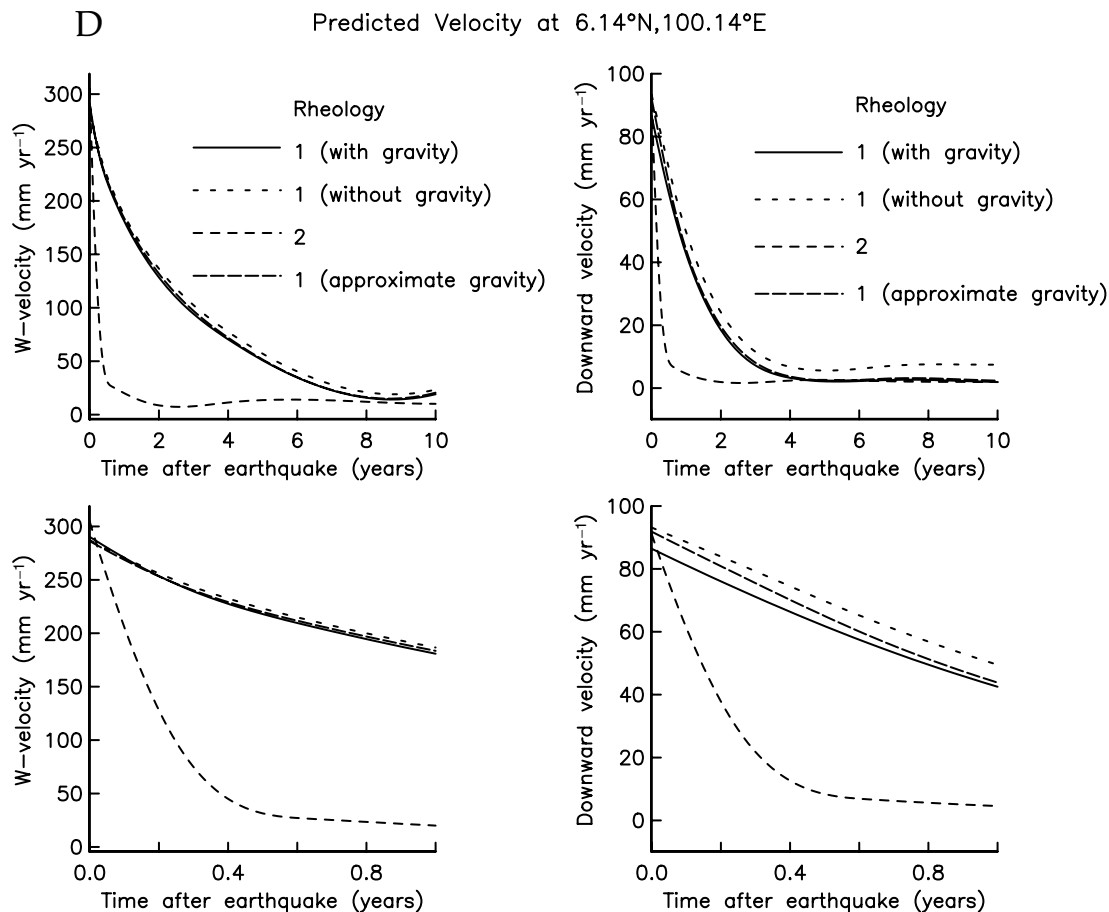 D
Predicted Velocity at 6.14°N,100.14°E
W-velocity (mm yr⁻¹)
300
250
200
150
100
50
0
Rheology
1 (with gravity)
1 (without gravity)
2
1 (approximate gravity)
0 2 4 6 8 10
Time after earthquake (years)
Downward velocity (mm yr⁻¹)
100
80
60
40
20
0
Rheology
1 (with gravity)
1 (without gravity)
2
1 (approximate gravity)
0 2 4 6 8 10
Time after earthquake (years)
W-velocity (mm yr⁻¹)
300
250
200
150
100
50
0
0.0 0.4 0.8
Time after earthquake (years)
Downward velocity (mm yr⁻¹)
100
80
60
40
20
0
0.0 0.4 0.8
Time after earthquake (years)